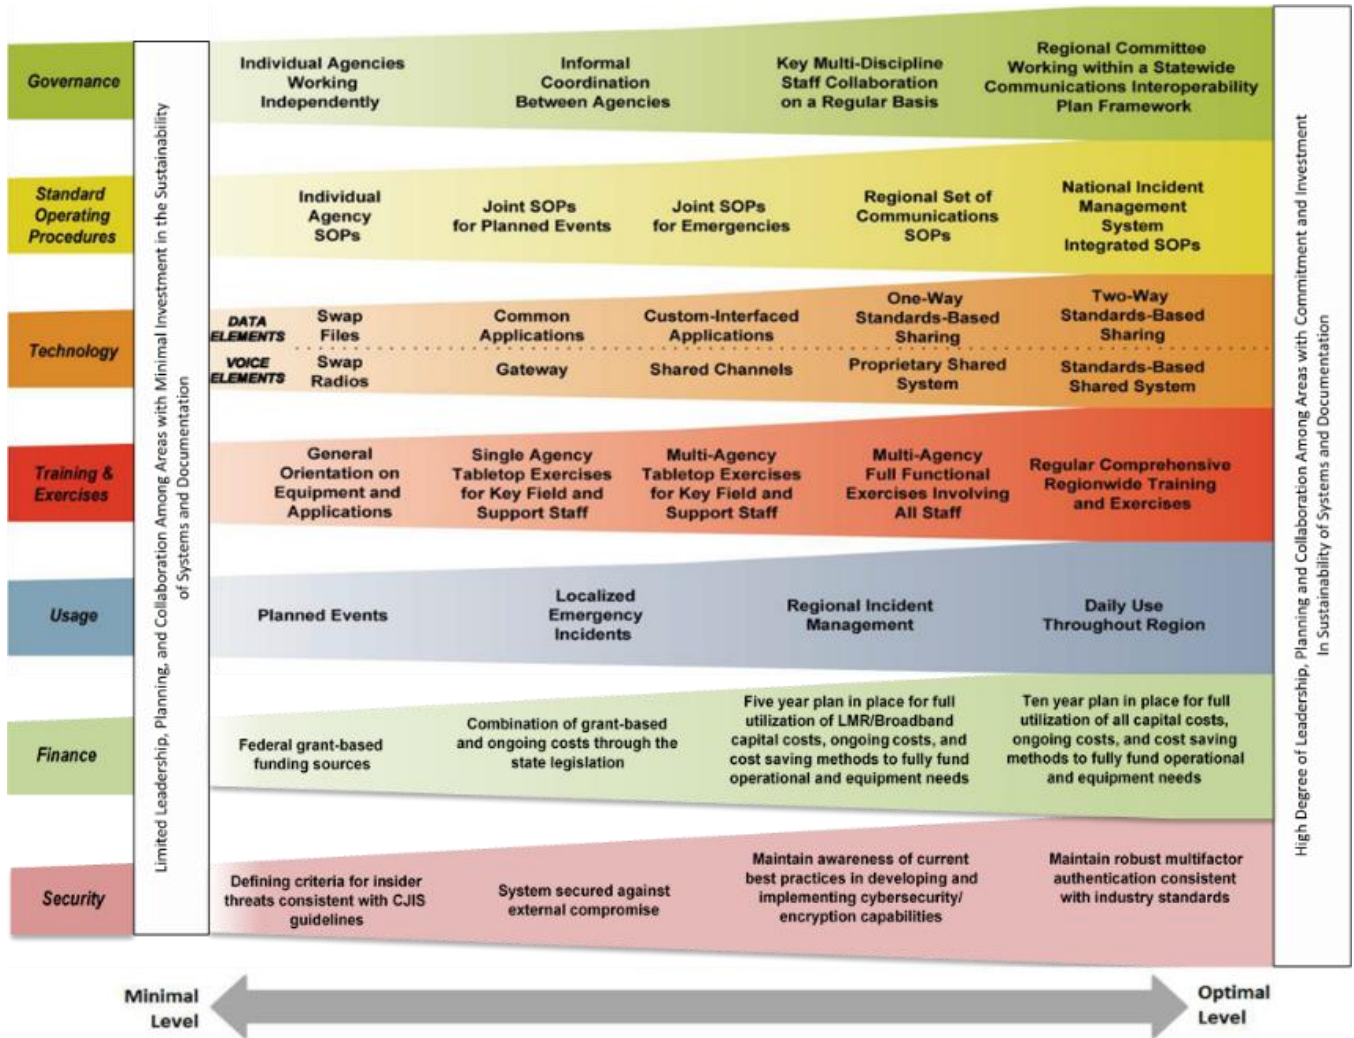 Governance
Individual Agencies
Working
Independently
Informal
Coordination
Between Agencies
Key Multi-Discipline
Staff Collaboration
on a Regular Basis
Regional Committee
Working within a Statewide
Communications Interoperability
Plan Framework
Standard
Operating
Procedures
Individual
Agency
SOPs
Joint SOPs
for Planned Events
Joint SOPs
for Emergencies
Regional Set of
Communications
SOPs
National Incident
Management
System
Integrated SOPs
Technology
DATA
ELEMENTS
Swap
Files
Common
Applications
Custom-Interfaced
Applications
One-Way
Standards-Based
Sharing
Two-Way
Standards-Based
Sharing
VOICE
ELEMENTS
Swap
Radios
Gateway
Shared Channels
Proprietary Shared
System
Standards-Based
Shared System
Training &
Exercises
General
Orientation on
Equipment and
Applications
Single Agency
Tabletop Exercises
for Key Field and
Support Staff
Multi-Agency
Tabletop Exercises
for Key Field and
Support Staff
Multi-Agency
Full Functional
Exercises Involving
All Staff
Regular Comprehensive
Regionwide Training
and Exercises
Usage
Planned Events
Localized
Emergency
Incidents
Regional Incident
Management
Daily Use
Throughout Region
Finance
Federal grant-based
funding sources
Combination of grant-based
and ongoing costs through the
state legislation
Five year plan in place for full
utilization of LMR/Broadband
capital costs, ongoing costs, and
cost saving methods to fully fund
operational and equipment needs
Ten year plan in place for full
utilization of all capital costs,
ongoing costs, and cost saving
methods to fully fund operational
and equipment needs
Security
Defining criteria for insider
threats consistent with CJIS
guidelines
System secured against
external compromise
Maintain awareness of current
best practices in developing and
implementing cybersecurity/
encryption capabilities
Maintain robust multifactor
authentication consistent
with industry standards
Limited Leadership, Planning, and Collaboration Among Areas with Minimal Investment in the Sustainability
of Systems and Documentation
High Degree of Leadership, Planning and Collaboration Among Areas with Commitment and Investment
In Sustainability of Systems and Documentation
Minimal
Level
Optimal
Level